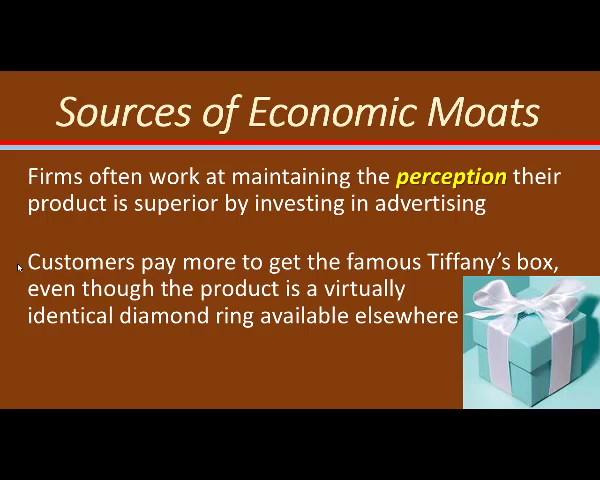 Sources of Economic Moats
Firms often work at maintaining the perception their
product is superior by investing in advertising
Customers pay more to get the famous Tiffany’s box,
even though the product is a virtually
identical diamond ring available elsewhere